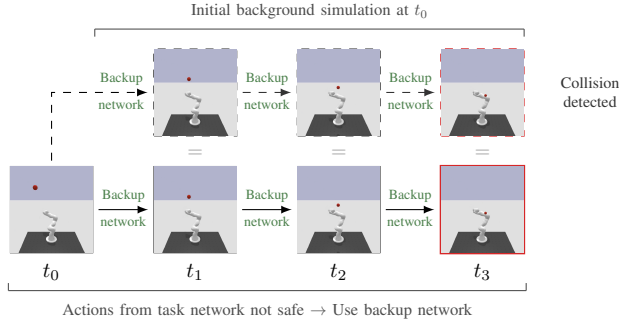 Initial background simulation at t₀
Backup
network
Backup
network
Backup
network
Collision
detected
=
=
=
Backup
network
Backup
network
Backup
network
t₀
t₁
t₂
t₃
Actions from task network not safe → Use backup network